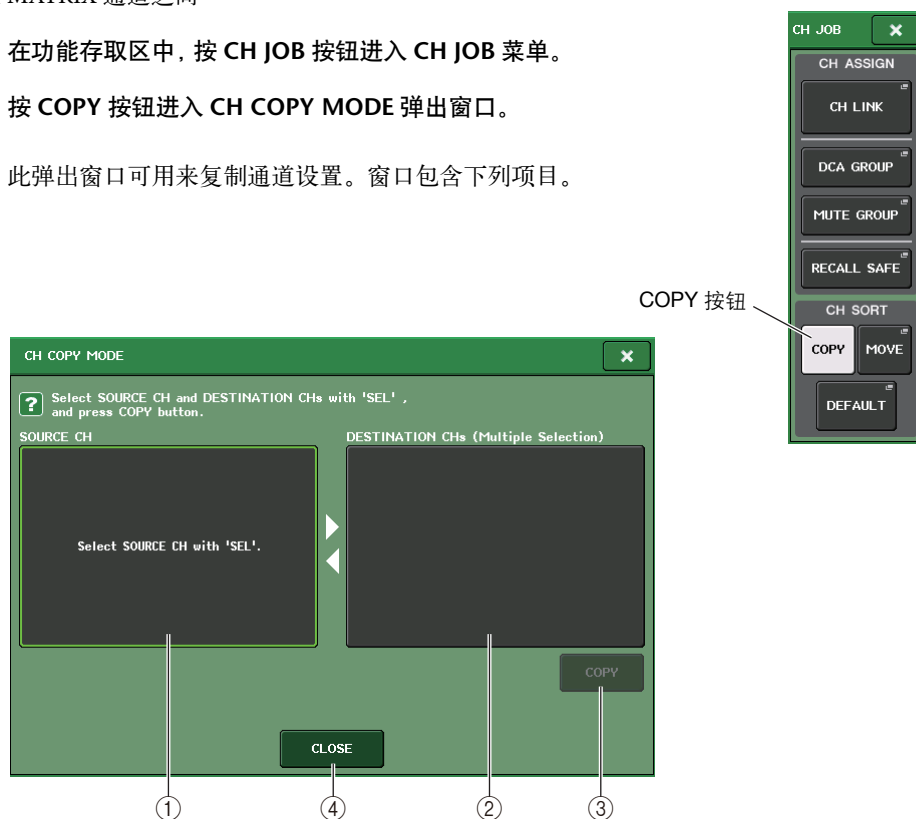 MATRIX 通道之间
在功能存取区中，按 CH JOB 按钮进入 CH JOB 菜单。
按 COPY 按钮进入 CH COPY MODE 弹出窗口。
此弹出窗口可用来复制通道设置。窗口包含下列项目。
CH JOB
CH ASSIGN
CH LINK
DCA GROUP
MUTE GROUP
RECALL SAFE
CH SORT
COPY MOVE
DEFAULT
COPY 按钮
CH COPY MODE
? Select SOURCE CH and DESTINATION CHs with 'SEL' ,
and press COPY button.
SOURCE CH
DESTINATION CHs (Multiple Selection)
Select SOURCE CH with 'SEL'.
COPY
CLOSE
① ④ ② ③